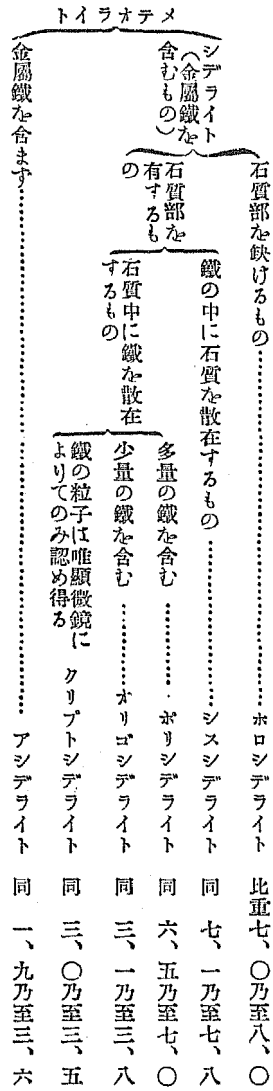 メテオライト
シデライト
(金屬鐵を
含むもの)
石質部を缺けるもの………ホロシデライト 比重七、〇乃至八、〇
石質部を
有するも
の
鐵の中に石質を散在するもの………シスシデライト 同 七、一乃至七、八
石質中に鐵を散在
するもの
多量の鐵を含む………ポリシデライト 同 六、五乃至七、〇
少量の鐵を含む………オリゴシデライト 同 三、一乃至三、八
鐵の粒子は唯顯微鏡に
よりてのみ認め得る クリプトシデライト 同 三、〇乃至三、五
金屬鐵を含まず………アシデライト 同 一、九乃至三、六